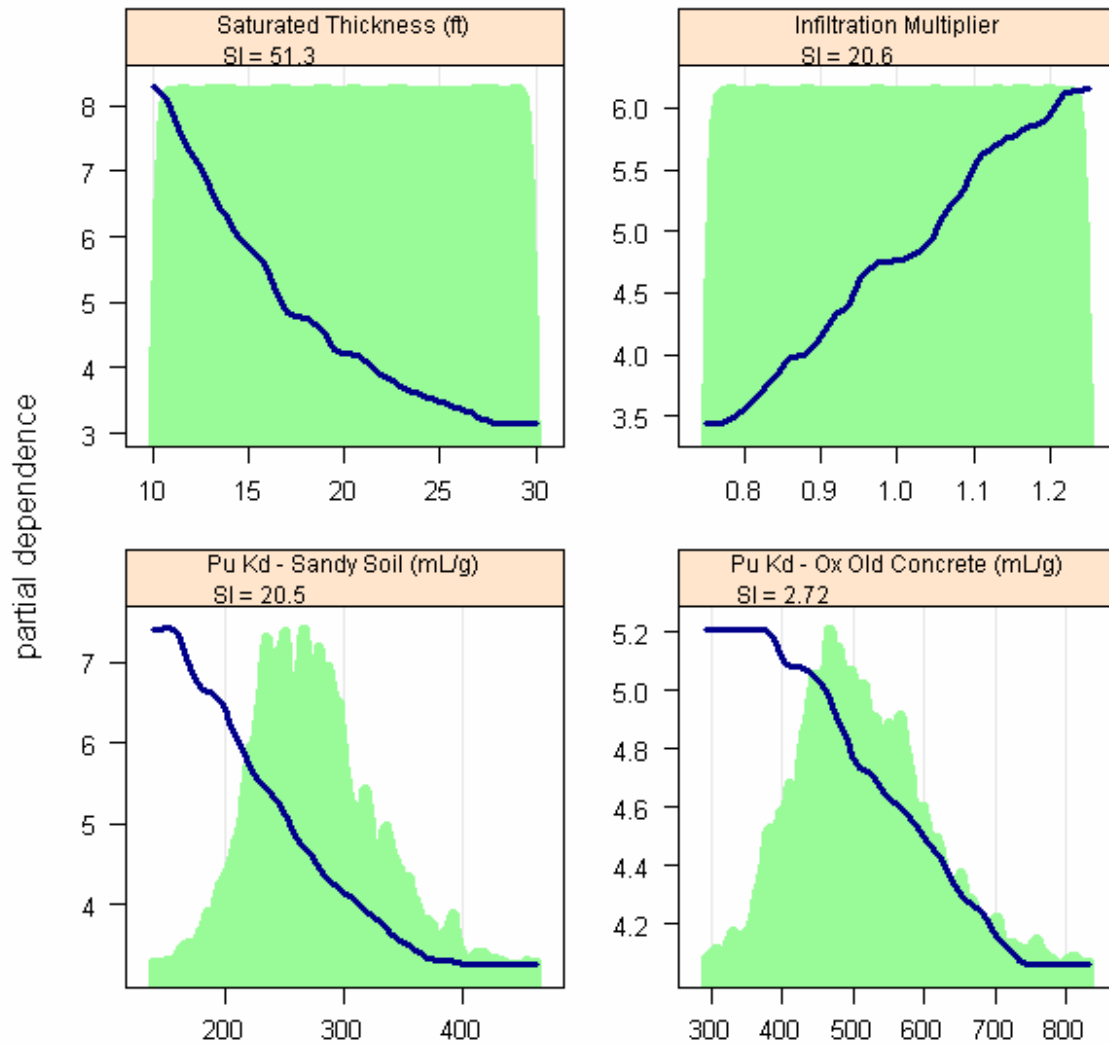 Saturated Thickness (ft)
SI = 51.3
Infiltration Multiplier
SI = 20.6
8
7
6
5
4
3
10 15 20 25 30
6.0
5.5
5.0
4.5
4.0
3.5
0.8 0.9 1.0 1.1 1.2
partial dependence
Pu Kd - Sandy Soil (mL/g)
SI = 20.5
Pu Kd - Ox Old Concrete (mL/g)
SI = 2.72
7
6
5
4
200 300 400
5.2
5.0
4.8
4.6
4.4
4.2
300 400 500 600 700 800